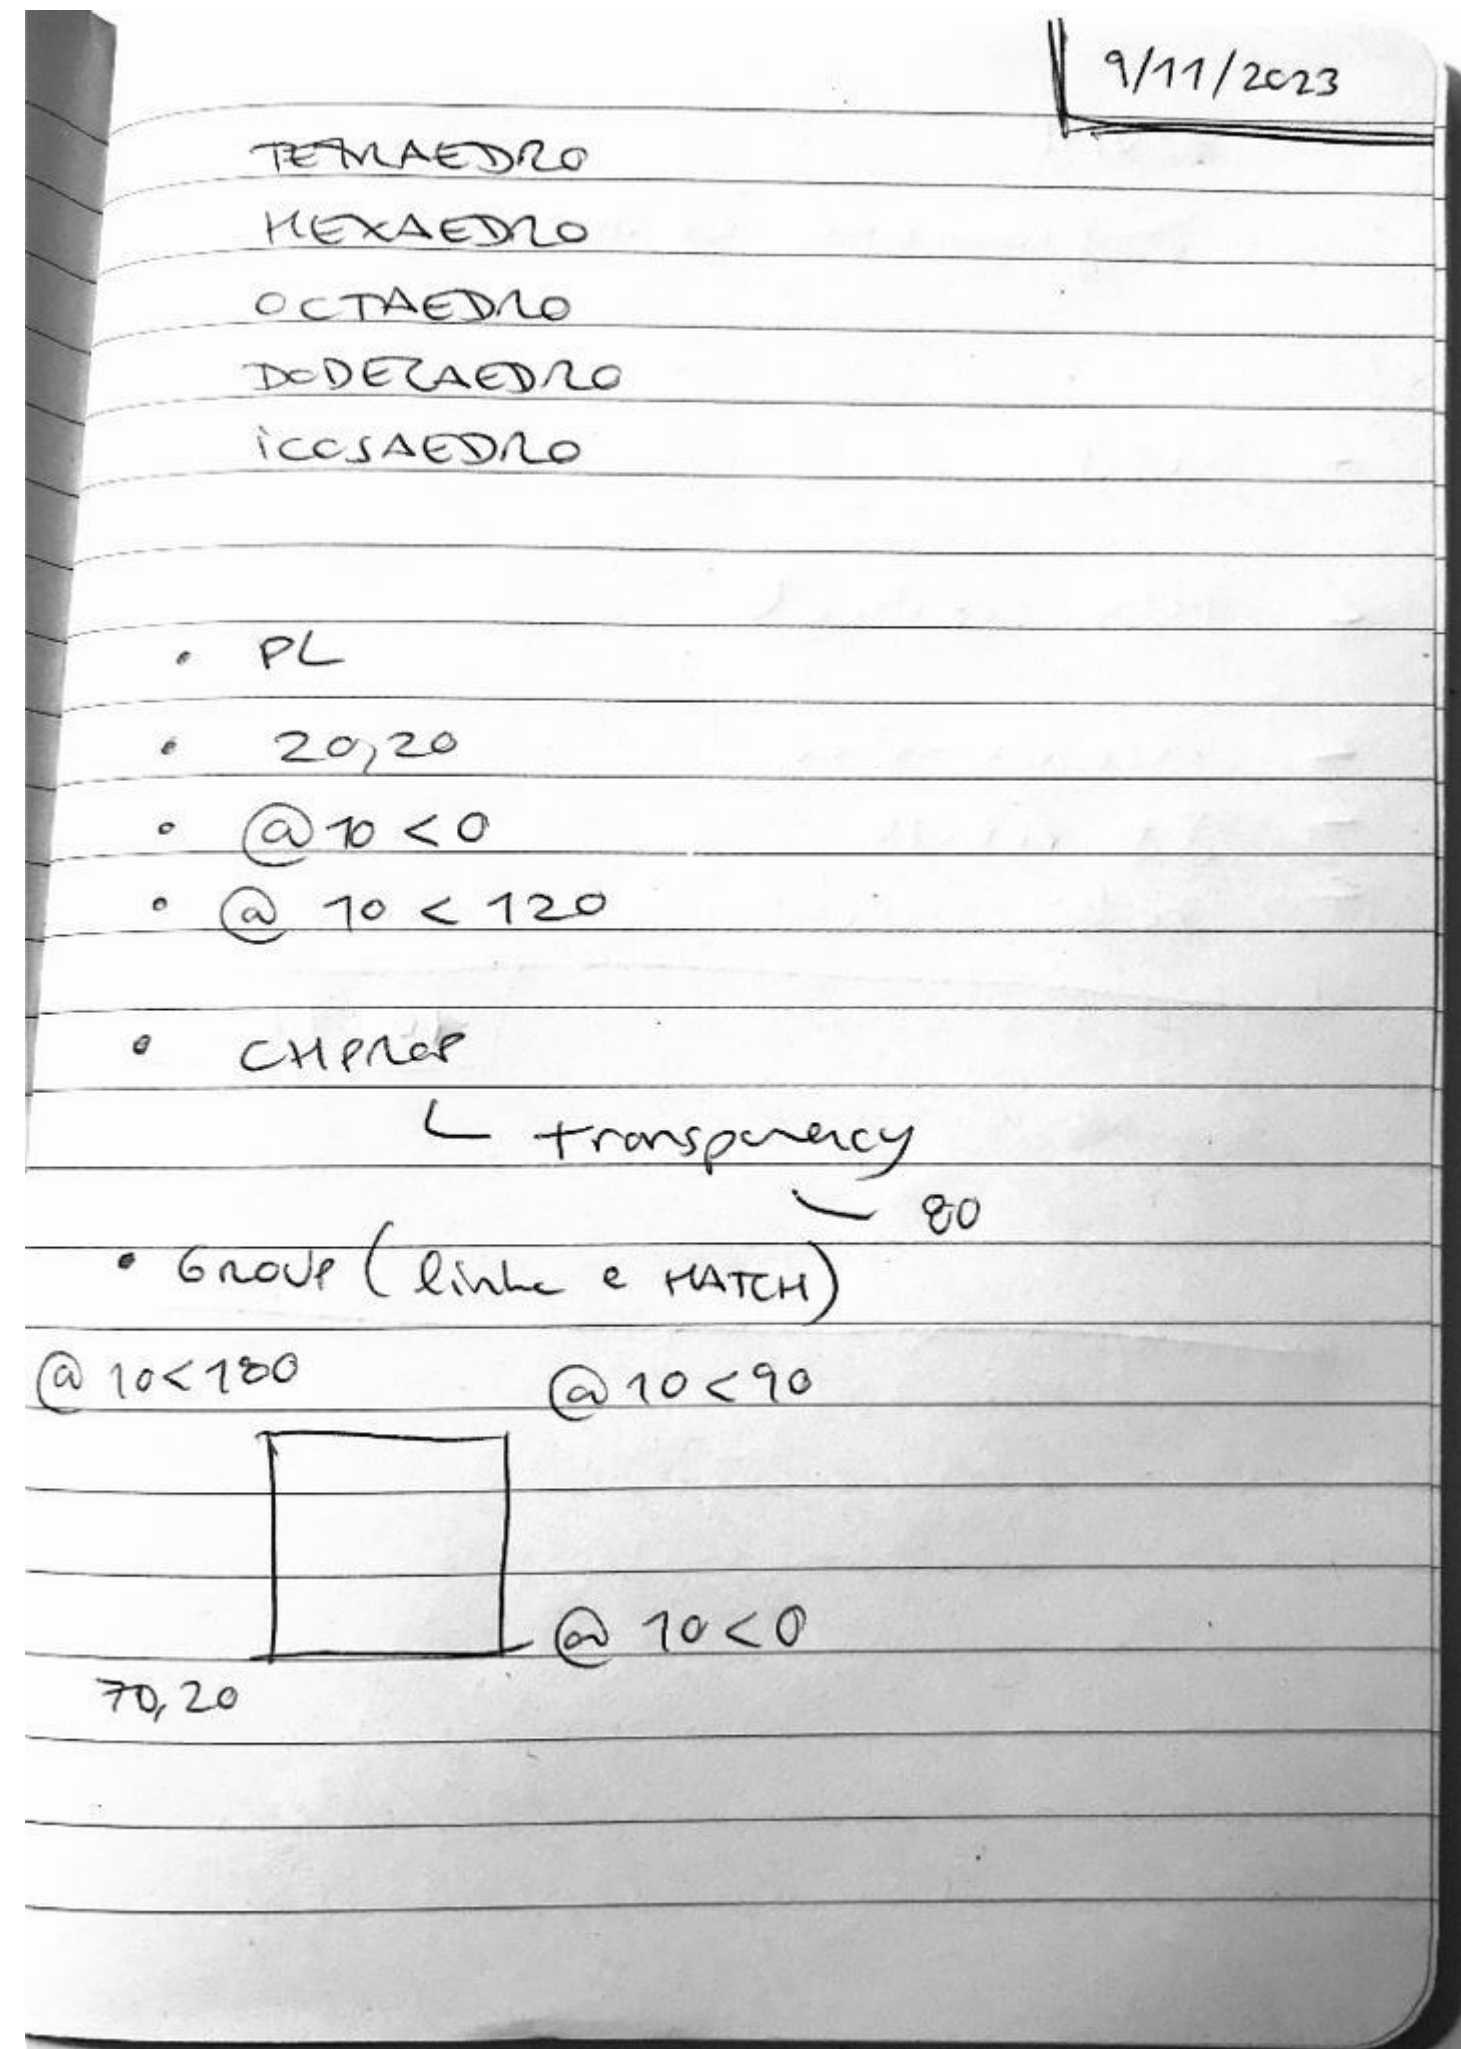 9/11/2023
TETRAEDRO
HEXAEDRO
OCTAEDRO
DODECAEDRO
iCOSAEDRO
• PL
• 20,20
• @10<0
• @ 10 < 120
• CHPROP
transparency
80
• GROUP (linha e HATCH)
@ 10<180 @10<90
@ 10<0
70,20